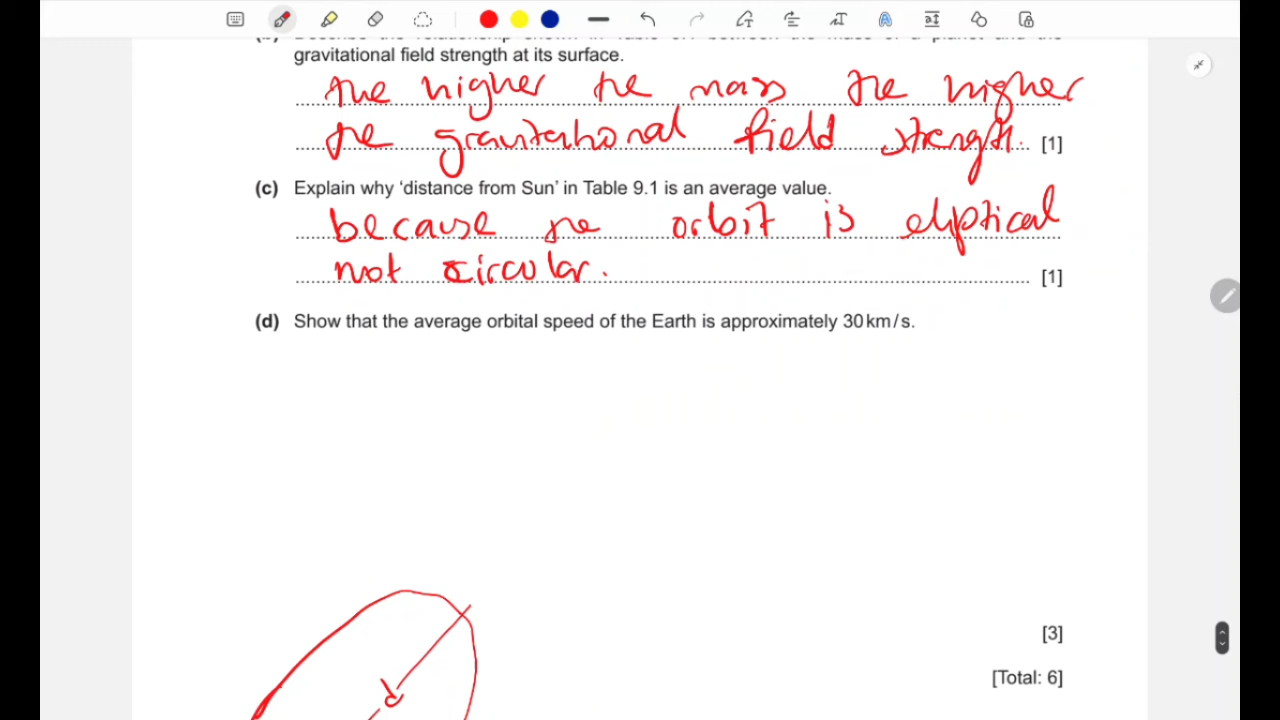 gravitational field strength at its surface.
the higher the mass the higher
the gravitational field strength. [1]
(c) Explain why ‘distance from Sun’ in Table 9.1 is an average value.
because the orbit is eliptical
not circular. [1]
(d) Show that the average orbital speed of the Earth is approximately 30 km/s.
[3]
d
[Total: 6]